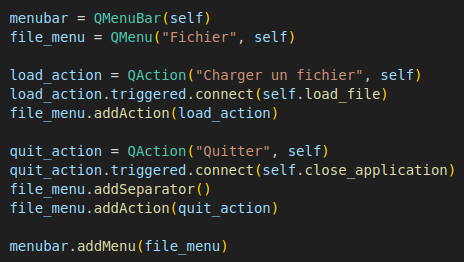 menubar = QMenuBar(self)
file_menu = QMenu("Fichier", self)
load_action = QAction("Charger un fichier", self)
load_action.triggered.connect(self.load_file)
file_menu.addAction(load_action)
quit_action = QAction("Quitter", self)
quit_action.triggered.connect(self.close_application)
file_menu.addSeparator()
file_menu.addAction(quit_action)
menubar.addMenu(file_menu)